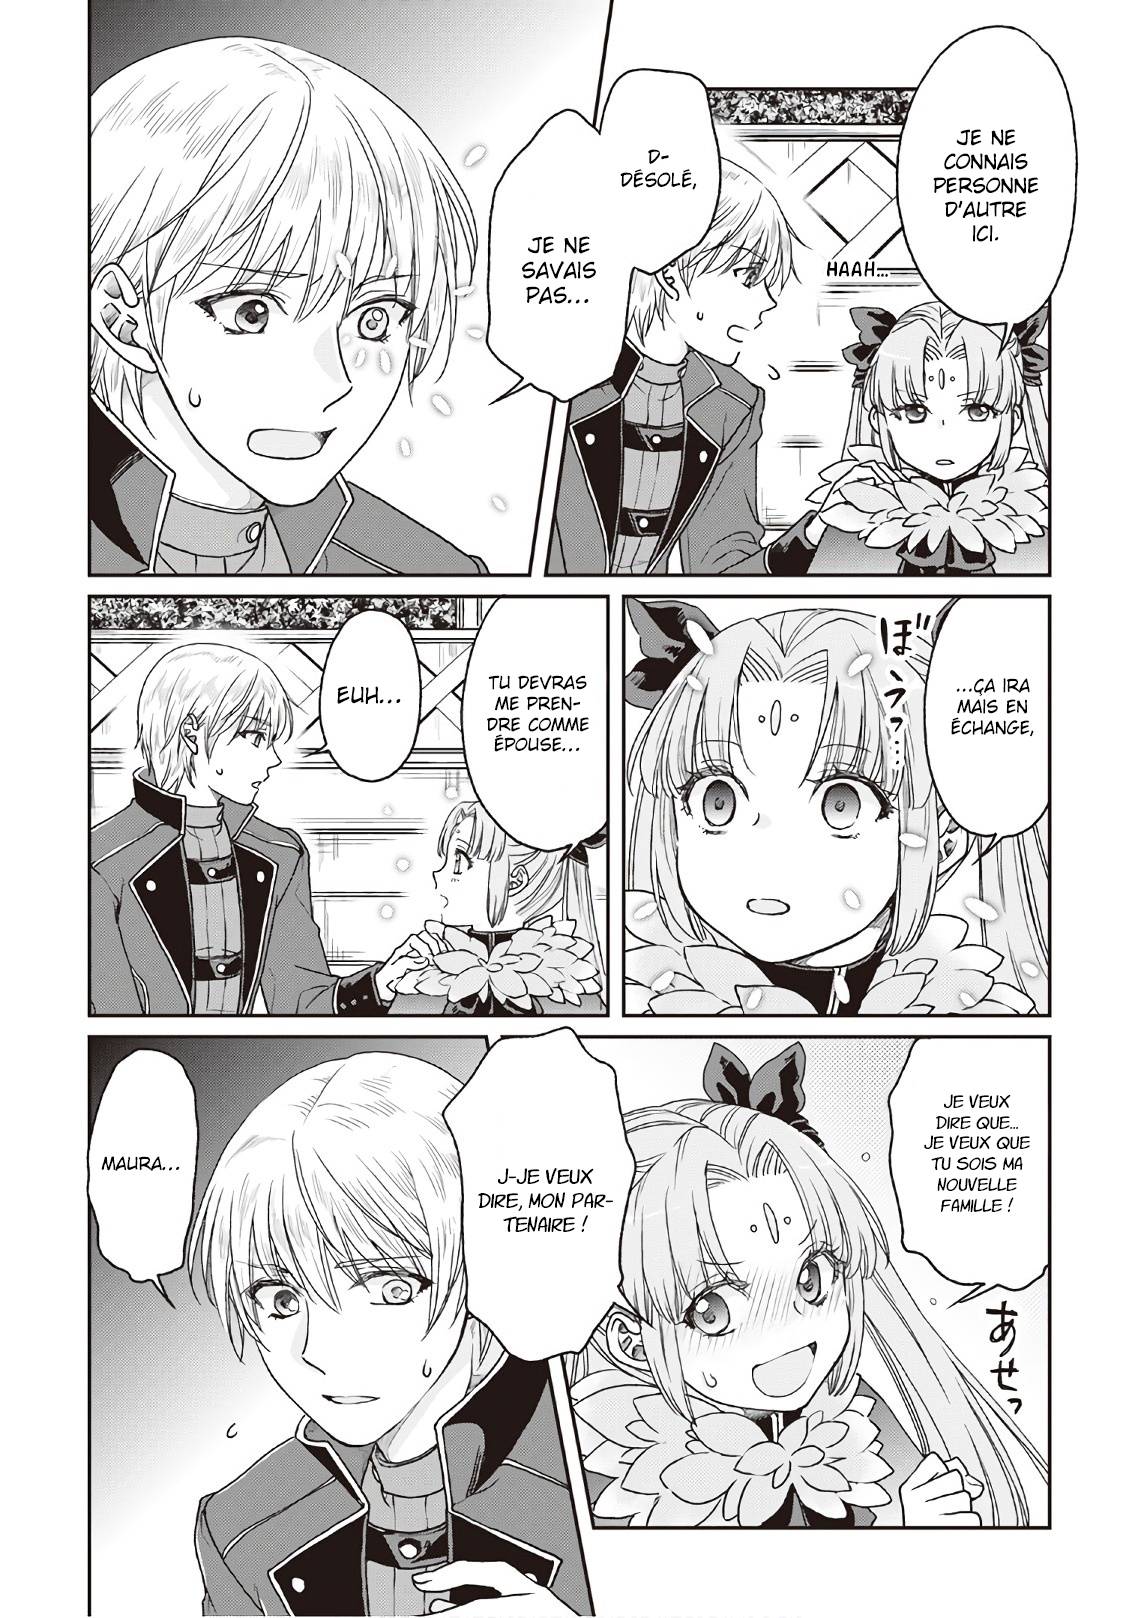 JE NE
CONNAIS
PERSONNE
D'AUTRE
ICI.
HAAH...
D-
DÉSOLÉ,
JE NE
SAVAIS
PAS...
...ÇA IRA
MAIS EN
ÉCHANGE,
ぼうっ…
TU DEVRAS
ME PREN-
DRE COMME
ÉPOUSE...
EUH...
JE VEUX
DIRE QUE...
JE VEUX QUE
TU SOIS MA
NOUVELLE
FAMILLE !
あせっ
J-JE VEUX
DIRE, MON PAR-
TENAIRE !
MAURA...